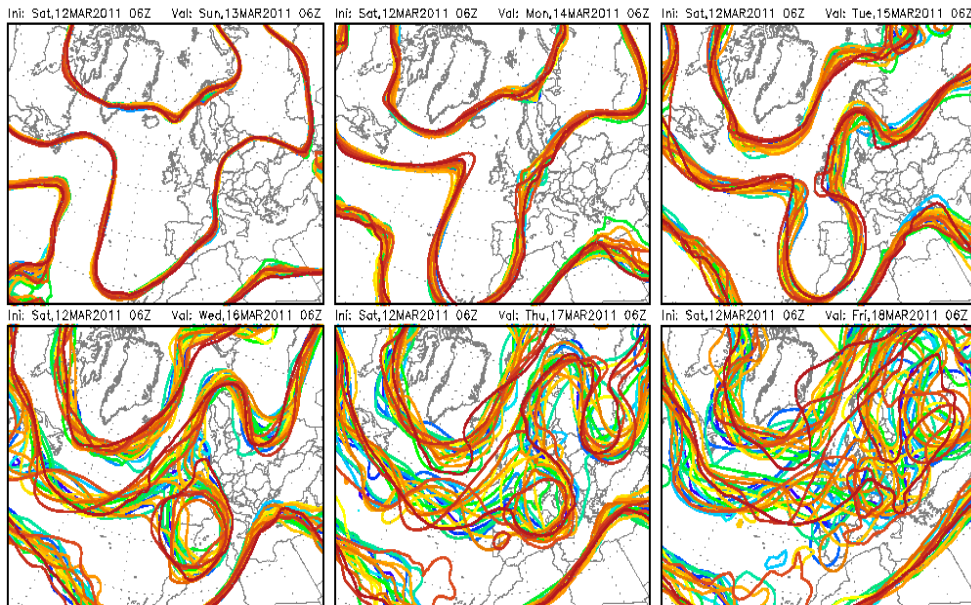 Ini: Sat,12MAR2011 06Z Val: Sun,13MAR2011 06Z
Ini: Sat,12MAR2011 06Z Val: Mon,14MAR2011 06Z
Ini: Sat,12MAR2011 06Z Val: Tue,15MAR2011 06Z
Ini: Sat,12MAR2011 06Z Val: Wed,16MAR2011 06Z
Ini: Sat,12MAR2011 06Z Val: Thu,17MAR2011 06Z
Ini: Sat,12MAR2011 06Z Val: Fri,18MAR2011 06Z